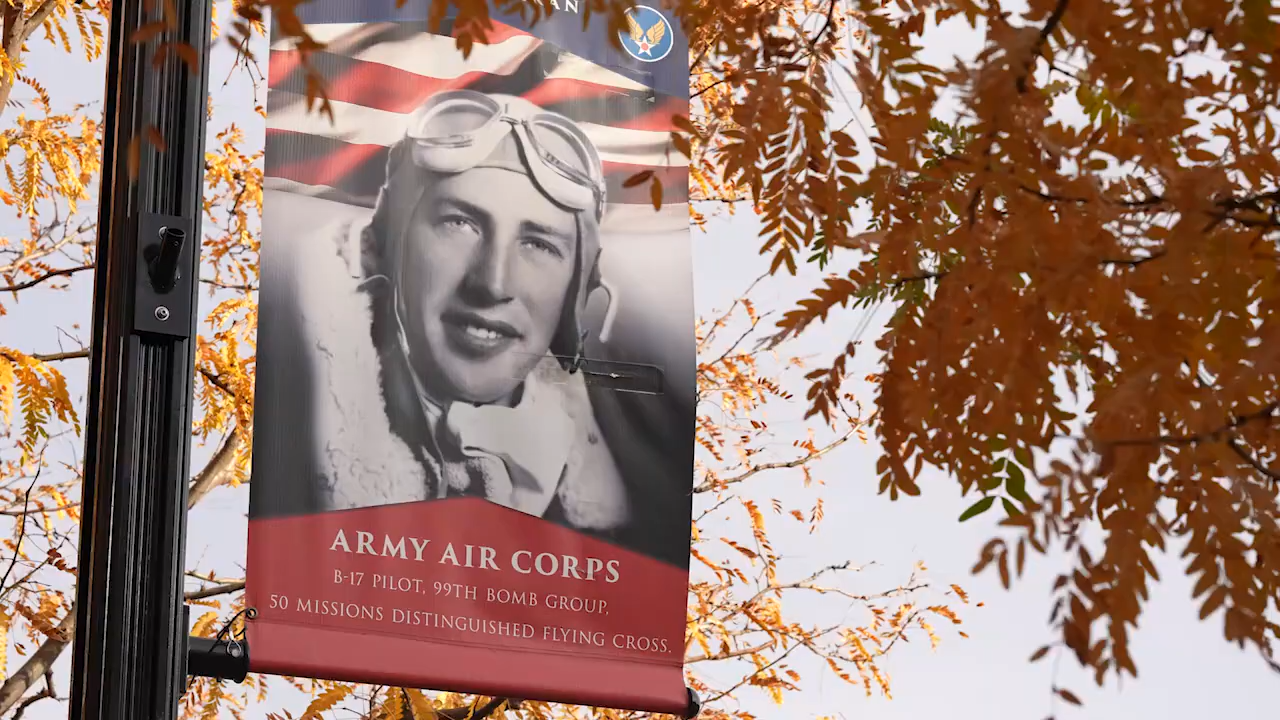 ARMY AIR CORPS
B-17 PILOT, 99TH BOMB GROUP,
50 MISSIONS DISTINGUISHED FLYING CROSS.